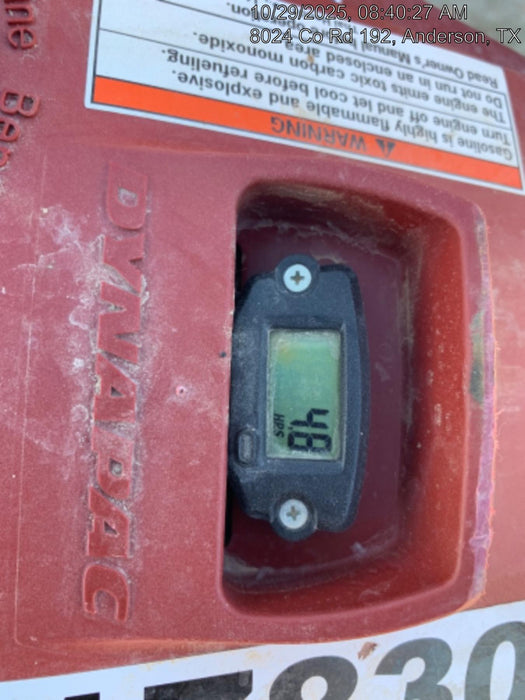 10/29/2025, 08:40:27 AM
8024 Co Rd 192, Anderson, TX
WARNING
Gasoline is highly flammable and explosive.
Turn engine off and let cool before refueling.
The engine emits toxic carbon monoxide.
Do not run in an enclosed area.
Read Owner's Manual
DYNAPAC
48
HRS
830